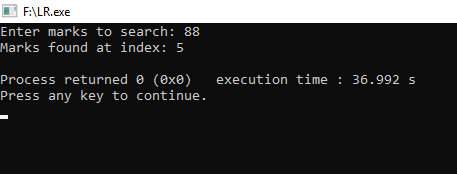 F:\LR.exe
Enter marks to search: 88
Marks found at index: 5
Process returned 0 (0x0)   execution time : 36.992 s
Press any key to continue.